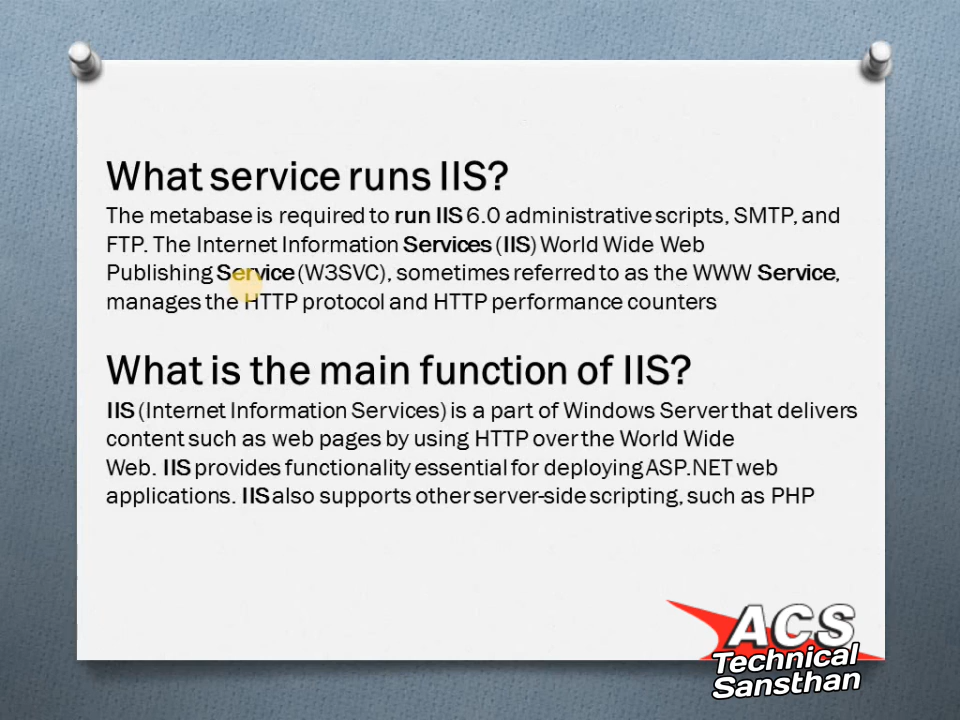 What service runs IIS?
The metabase is required to run IIS 6.0 administrative scripts, SMTP, and
FTP. The Internet Information Services (IIS) World Wide Web
Publishing Service (W3SVC), sometimes referred to as the WWW Service,
manages the HTTP protocol and HTTP performance counters
What is the main function of IIS?
IIS (Internet Information Services) is a part of Windows Server that delivers
content such as web pages by using HTTP over the World Wide
Web. IIS provides functionality essential for deploying ASP.NET web
applications. IIS also supports other server-side scripting, such as PHP
ACS
Technical
Sansthan